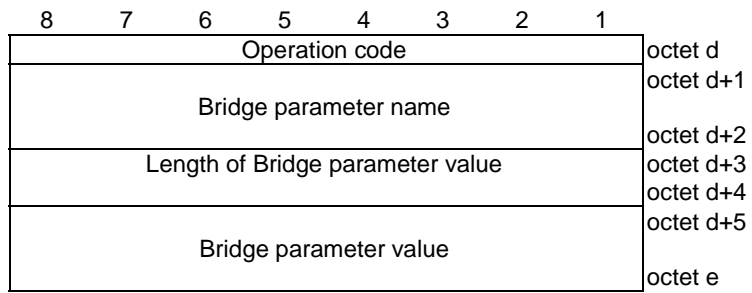 8 7 6 5 4 3 2 1
Operation code octet d
octet d+1
Bridge parameter name
octet d+2
Length of Bridge parameter value octet d+3
octet d+4
octet d+5
Bridge parameter value
octet e